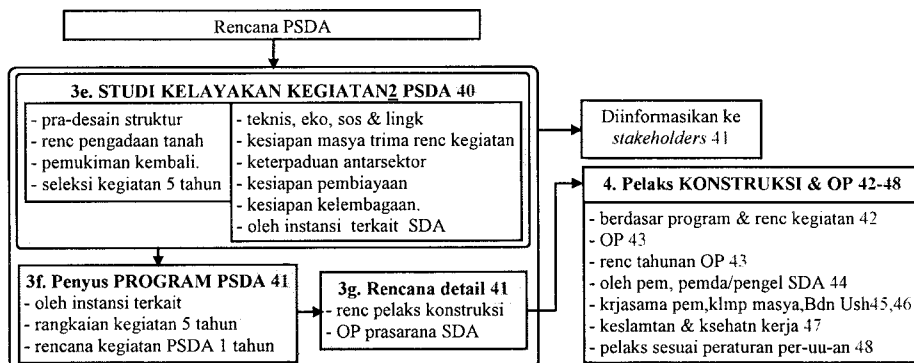 Rencana PSDA
3e. STUDI KELAYAKAN KEGIATAN2 PSDA 40
- pra-desain struktur
- renc pengadaan tanah
- pemukiman kembali.
- seleksi kegiatan 5 tahun
- teknis, eko, sos & lingk
- kesiapan masya trima renc kegiatan
- keterpaduan antarsektor
- kesiapan pembiayaan
- kesiapan kelembagaan.
- oleh instansi terkait SDA
Diinformasikan ke
stakeholders 41
3f. Penyus PROGRAM PSDA 41
- oleh instansi terkait
- rangkaian kegiatan 5 tahun
- rencana kegiatan PSDA 1 tahun
3g. Rencana detail 41
- renc pelaks konstruksi
- OP prasarana SDA
4. Pelaks KONSTRUKSI & OP 42-48
- berdasar program & renc kegiatan 42
- OP 43
- renc tahunan OP 43
- oleh pem, pemda/pengel SDA 44
- krjasama pem,klmp masya,Bdn Ush45,46
- keslamtan & ksehatn kerja 47
- pelaks sesuai peraturan per-uu-an 48